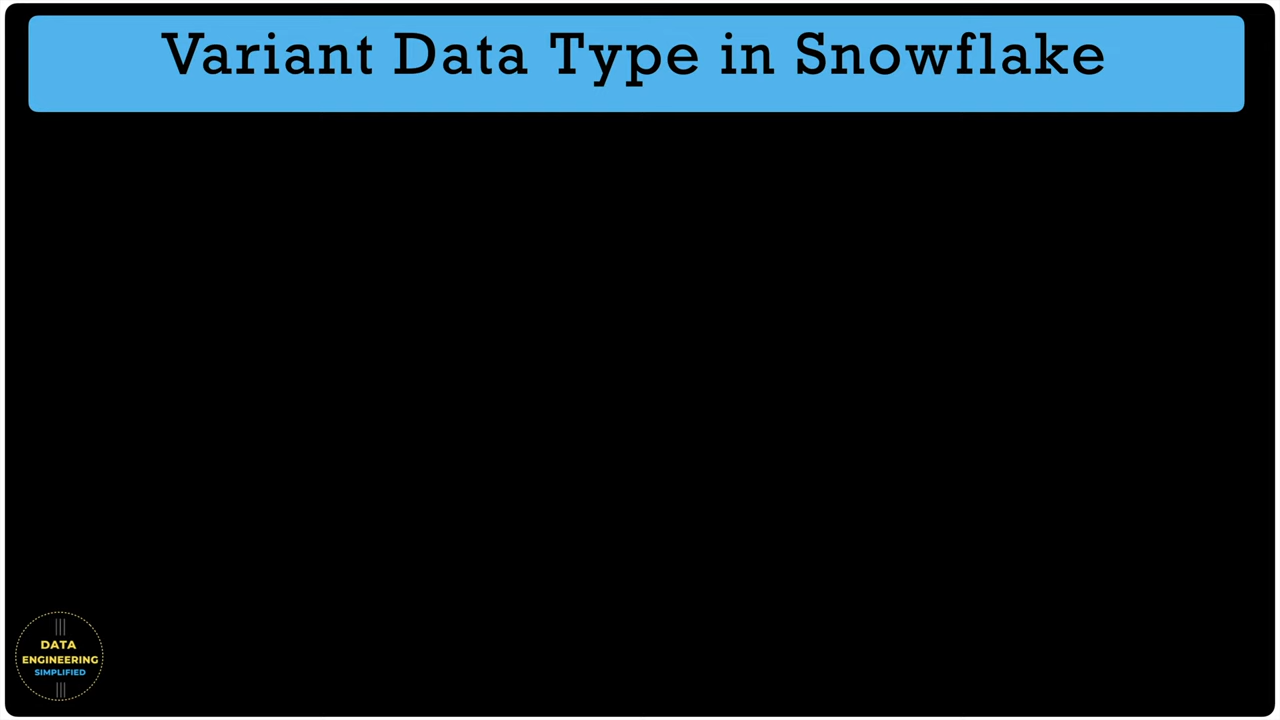 Variant Data Type in Snowflake
DATA
ENGINEERING
SIMPLIFIED